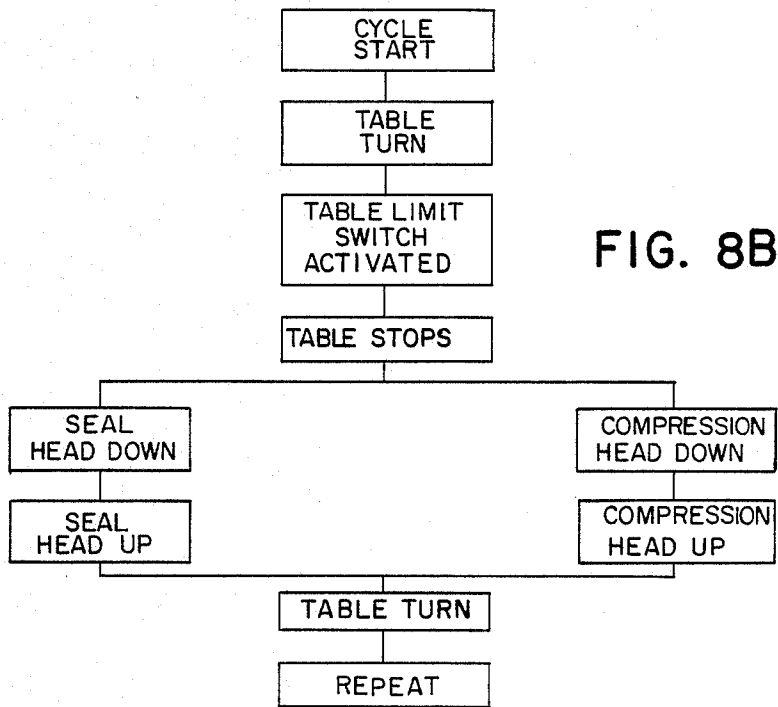 CYCLE
START
TABLE
TURN
TABLE LIMIT
SWITCH
ACTIVATED
FIG. 8B
TABLE STOPS
SEAL
HEAD DOWN
COMPRESSION
HEAD DOWN
SEAL
HEAD UP
COMPRESSION
HEAD UP
TABLE TURN
REPEAT